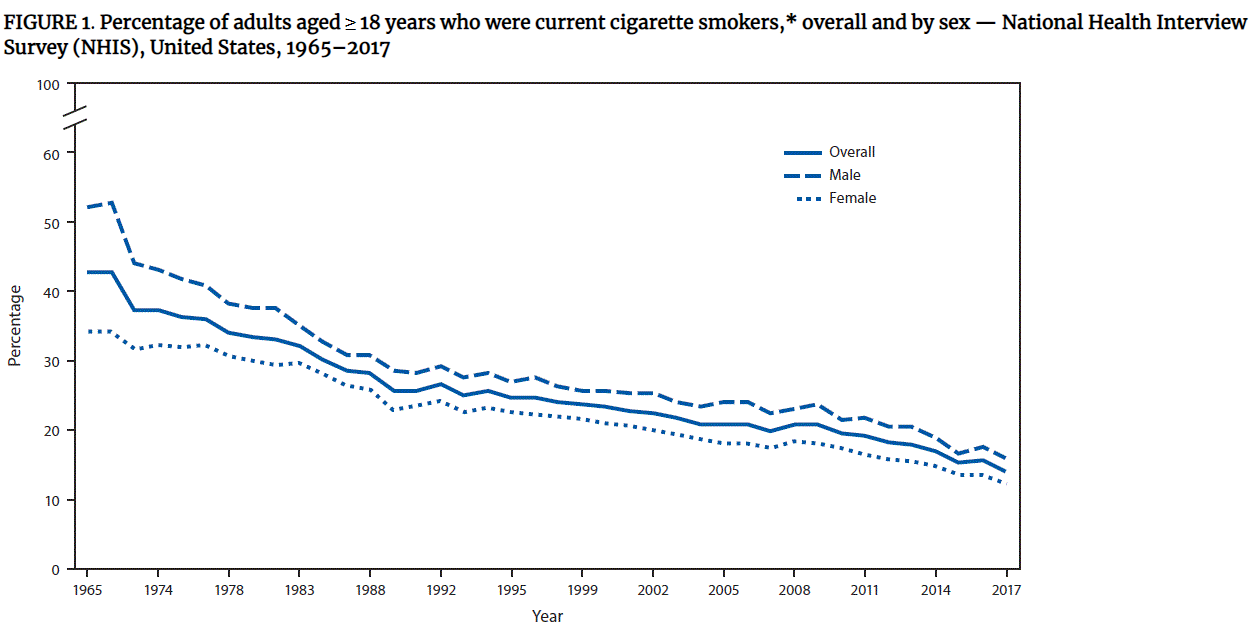 FIGURE 1. Percentage of adults aged ≥ 18 years who were current cigarette smokers,* overall and by sex — National Health Interview
Survey (NHIS), United States, 1965–2017
100
60
50
40
30
20
10
0
Percentage
Overall
Male
Female
1965 1974 1978 1983 1988 1992 1995 1999 2002 2005 2008 2011 2014 2017
Year